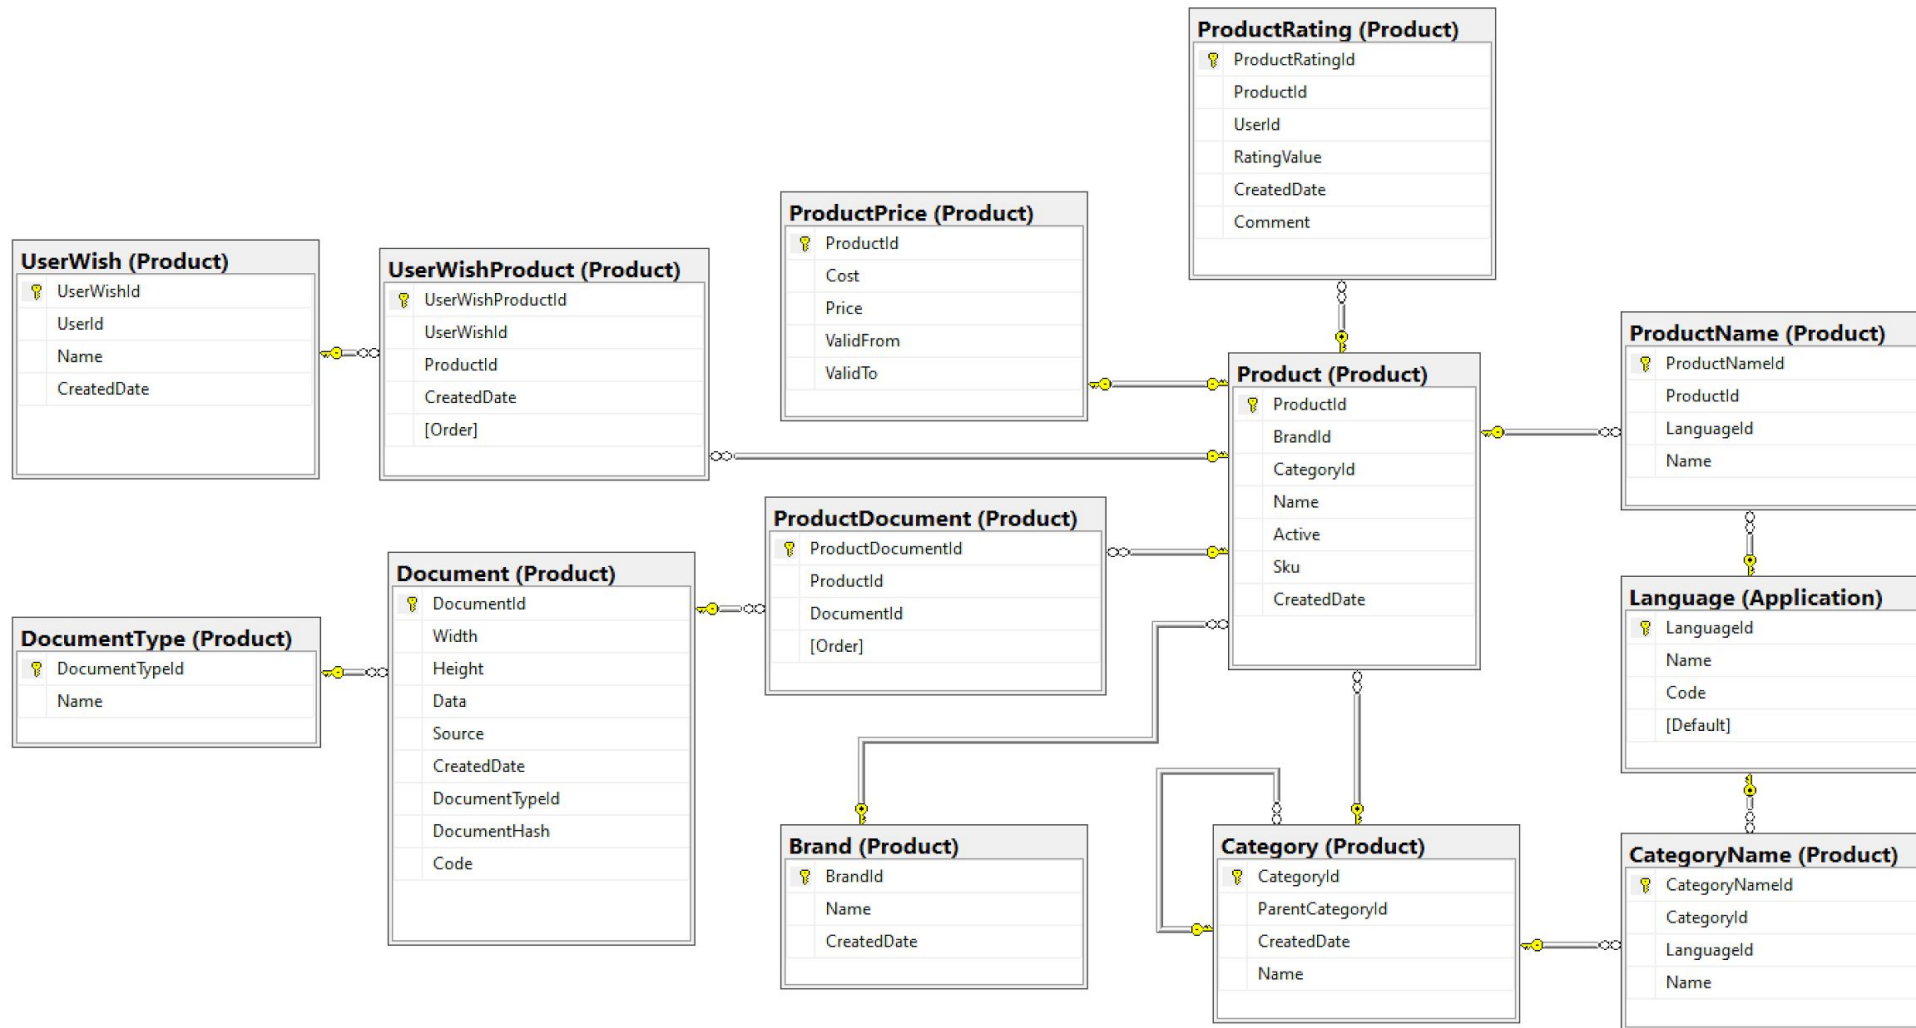 ProductRating (Product)
ProductRatingId
ProductId
UserId
RatingValue
CreatedDate
Comment
ProductPrice (Product)
ProductId
Cost
Price
ValidFrom
ValidTo
UserWish (Product)
UserWishId
UserId
Name
CreatedDate
UserWishProduct (Product)
UserWishProductId
UserWishId
ProductId
CreatedDate
[Order]
ProductName (Product)
ProductNameId
ProductId
LanguageId
Name
Product (Product)
ProductId
BrandId
CategoryId
Name
Active
Sku
CreatedDate
ProductDocument (Product)
ProductDocumentId
ProductId
DocumentId
[Order]
Document (Product)
DocumentId
Width
Height
Data
Source
CreatedDate
DocumentTypeId
DocumentHash
Code
DocumentType (Product)
DocumentTypeId
Name
Language (Application)
LanguageId
Name
Code
[Default]
Brand (Product)
BrandId
Name
CreatedDate
Category (Product)
CategoryId
ParentCategoryId
CreatedDate
Name
CategoryName (Product)
CategoryNameId
CategoryId
LanguageId
Name